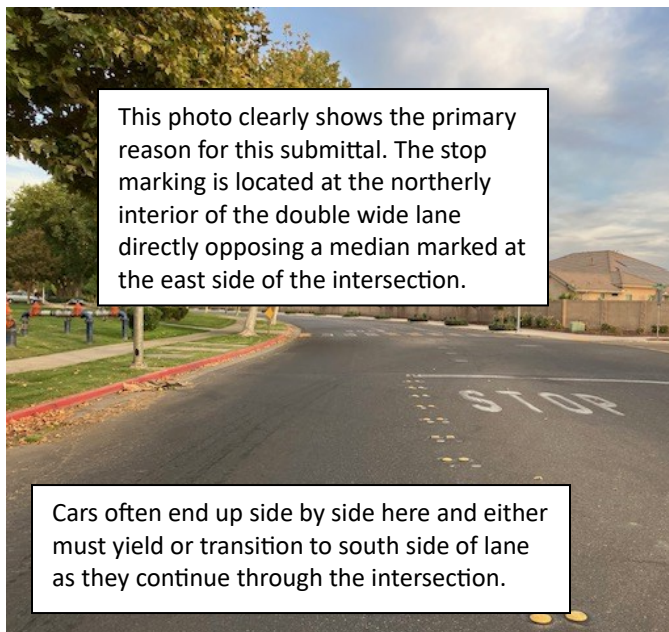 This photo clearly shows the primary
reason for this submittal. The stop
marking is located at the northerly
interior of the double wide lane
directly opposing a median marked at
the east side of the intersection.
STOP
Cars often end up side by side here and either
must yield or transition to south side of lane
as they continue through the intersection.